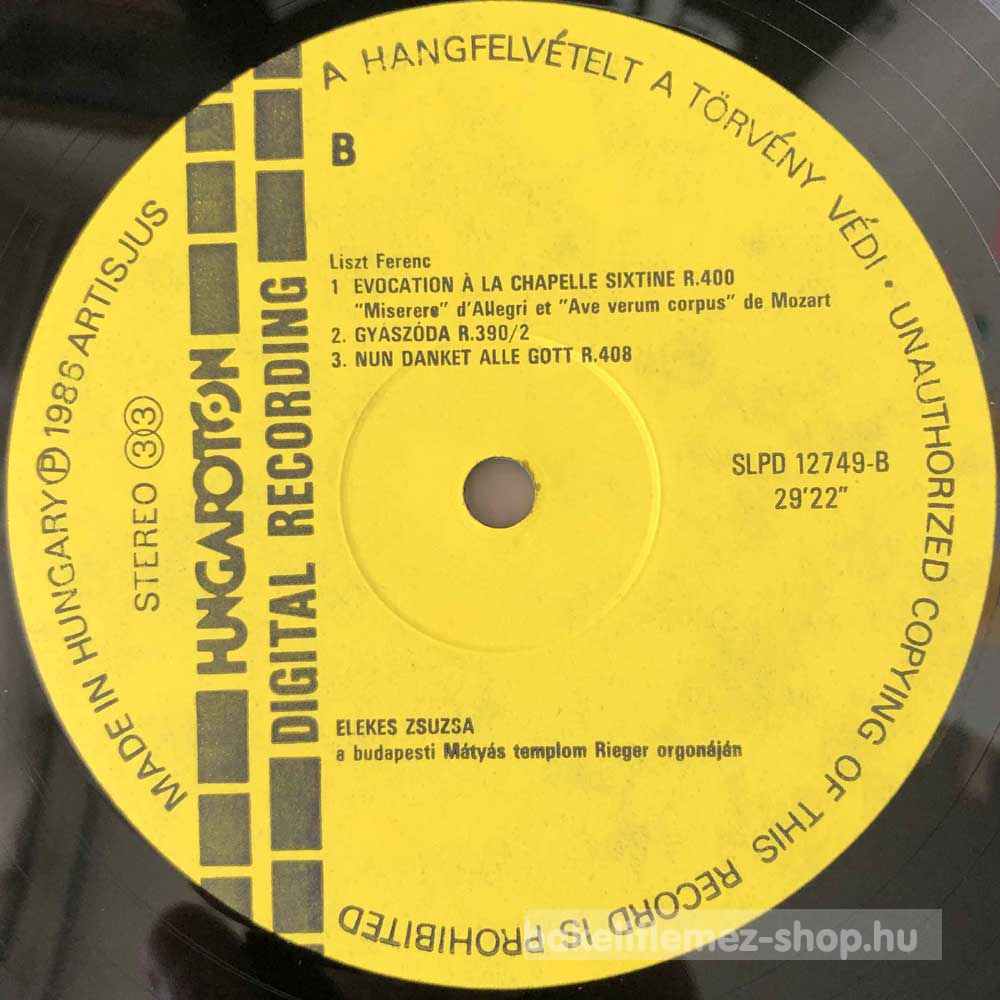 A HANGFELVÉTELT A TÖRVÉNY VÉDI · UNAUTHORIZED COPYING OF THIS RECORD IS PROHIBITED
MADE IN HUNGARY Ⓟ 1986 ARTISJUS
STEREO 33
HUNGAROTON
DIGITAL RECORDING
B
Liszt Ferenc
1 EVOCATION À LA CHAPELLE SIXTINE R.400
"Miserere" d'Allegri et "Ave verum corpus" de Mozart
2. GYÁSZÓDA R.390/2
3. NUN DANKET ALLE GOTT R.408
SLPD 12749-B
29'22"
ELEKES ZSUZSA
a budapesti Mátyás templom Rieger orgonáján